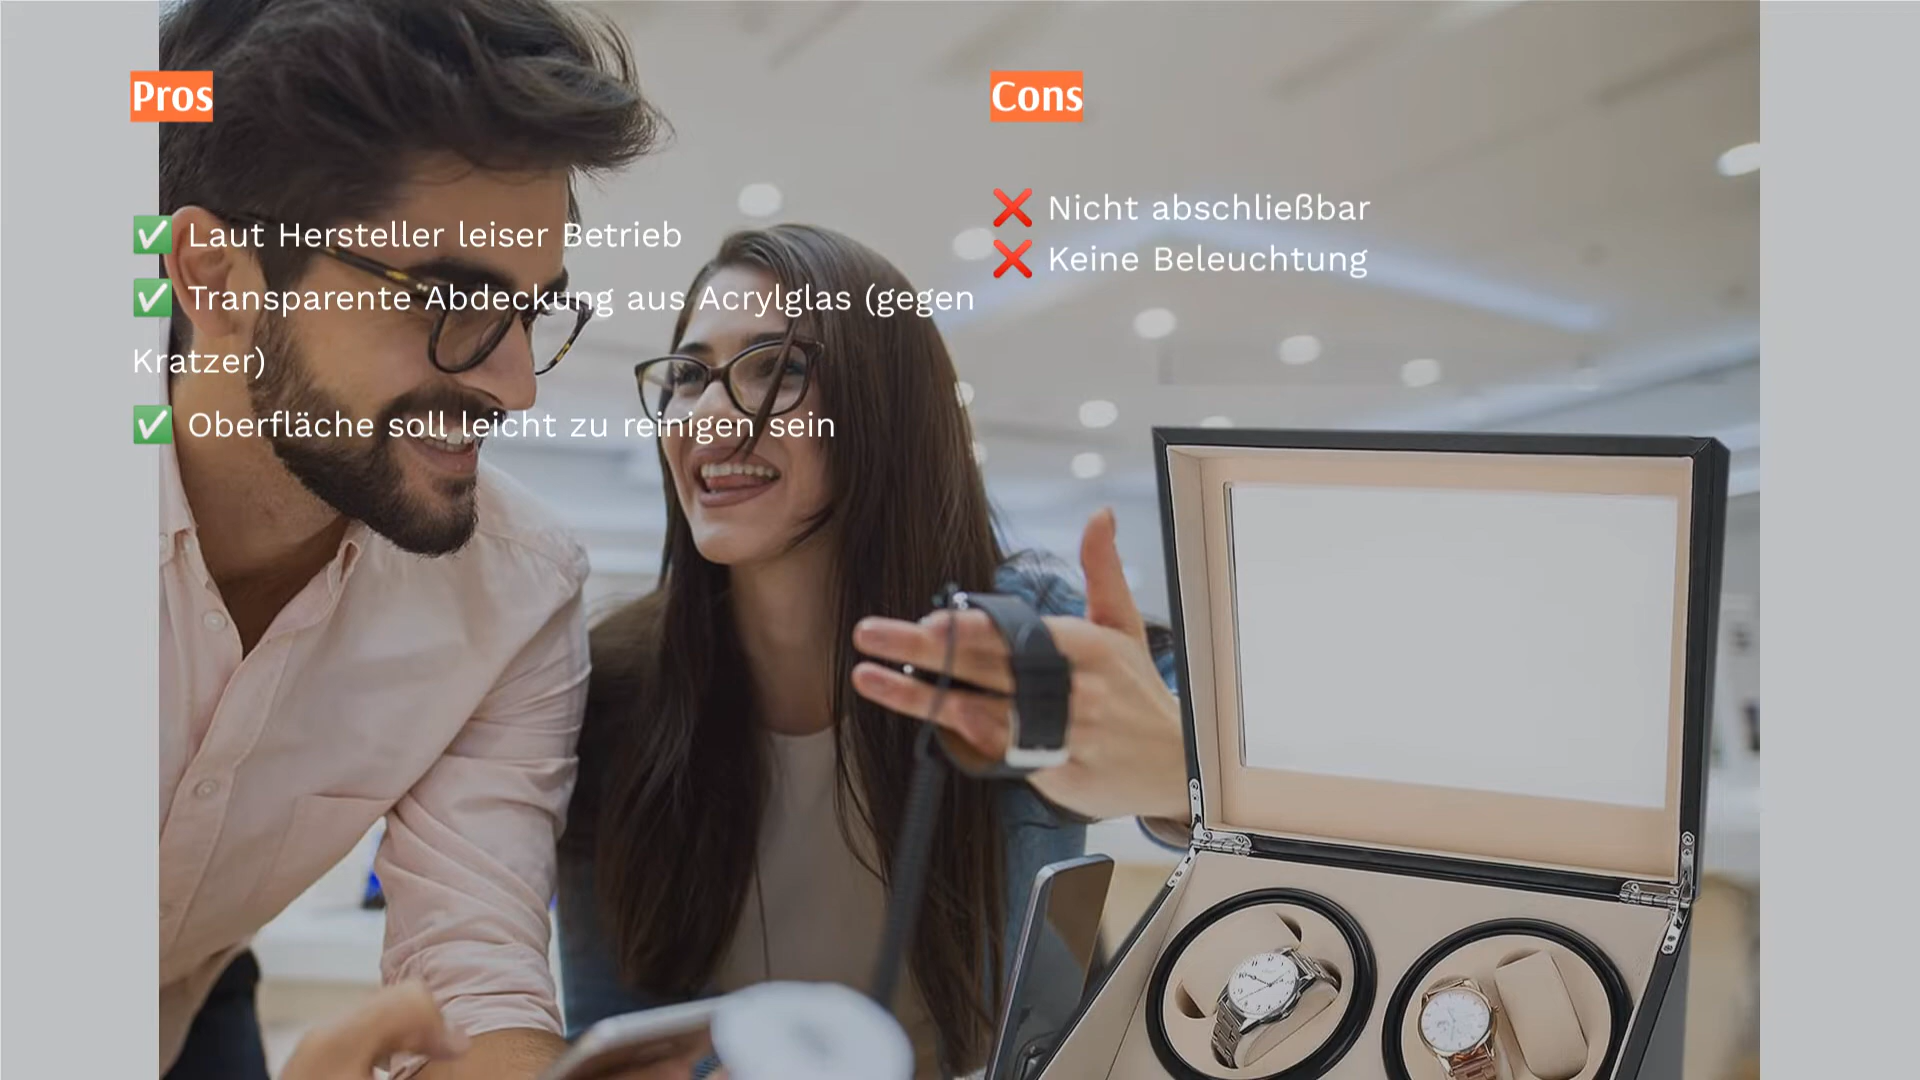 Pros
✅ Laut Hersteller leiser Betrieb
✅ Transparente Abdeckung aus Acrylglas (gegen
Kratzer)
✅ Oberfläche soll leicht zu reinigen sein
Cons
❌ Nicht abschließbar
❌ Keine Beleuchtung